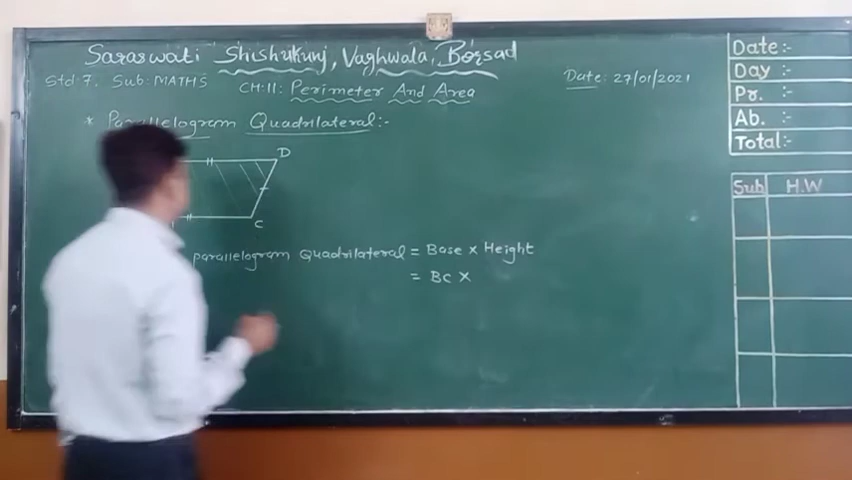 Saraswati Shishukunj, Vaghwala, Borsad
Std:7, Sub:MATHS CH:11: Perimeter And Area Date: 27/01/2021
* Parallelogram Quadrilateral:-
D
C
parallelogram Quadrilateral = Base × Height
= BC ×
Date:-
Day :-
Pr. :-
Ab. :-
Total:-
Sub H.W